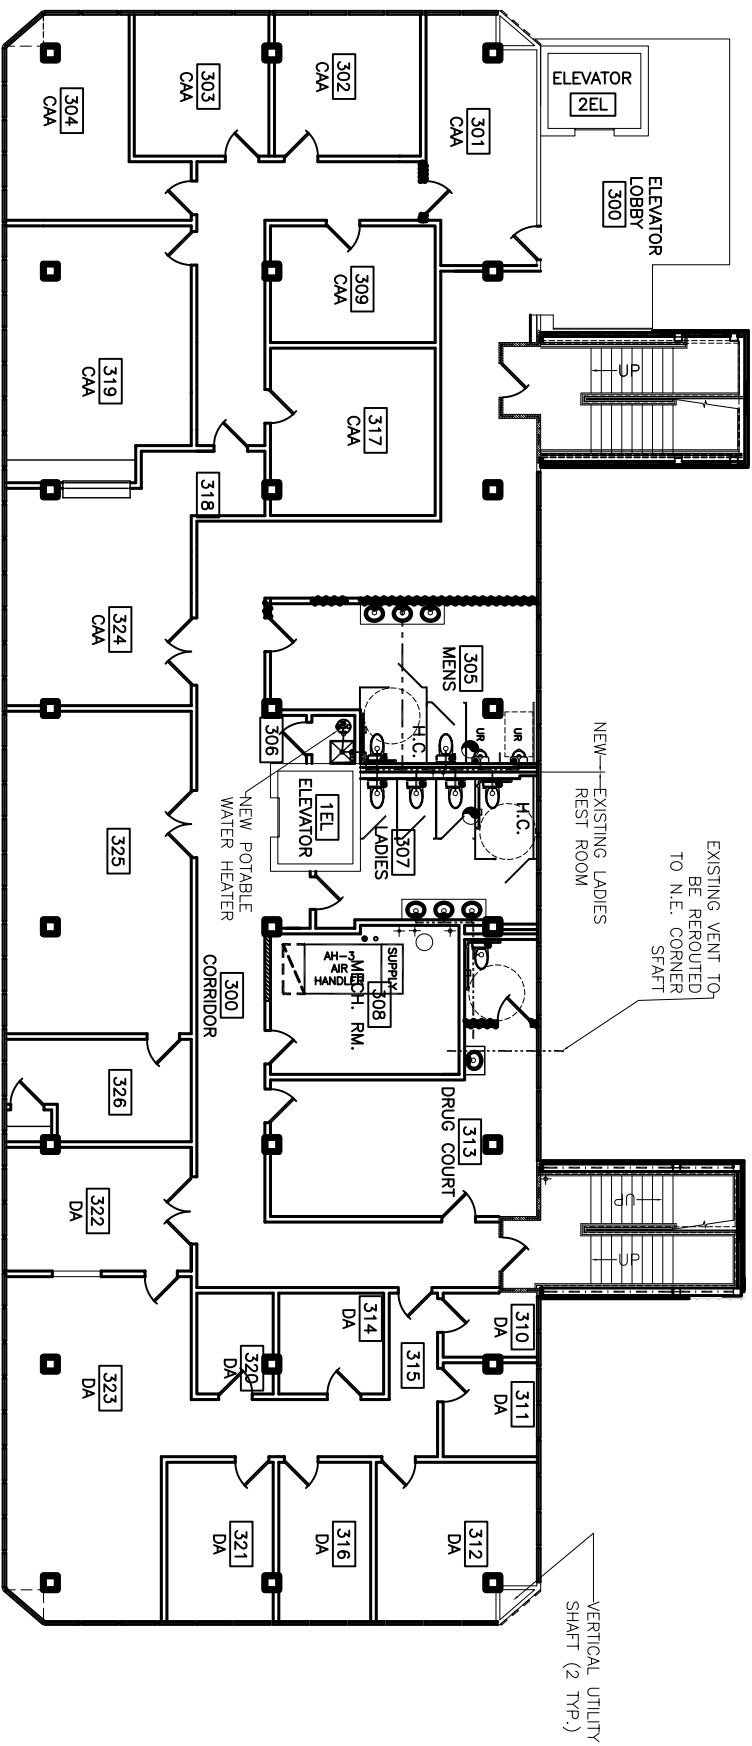 ELEVATOR
2EL
ELEVATOR
LOBBY
300
301
CAA
302
CAA
303
CAA
304
CAA
309
CAA
317
CAA
319
CAA
318
324
CAA
UP
305
MENS
H.C.
UR
UR
306
NEW POTABLE
WATER HEATER
1EL
ELEVATOR
307
LADIES
H.C.
NEW
EXISTING LADIES
REST ROOM
EXISTING VENT TO
BE REROUTED
TO N.E. CORNER
SFAFT
325
300
CORRIDOR
SUPPLY
AH-3
AIR
HANDLER
308
MECH. RM.
326
313
DRUG COURT
UP
UP
322
DA
323
DA
314
DA
320
DA
315
310
DA
311
DA
312
DA
316
DA
321
DA
VERTICAL UTILITY
SHAFT (2 TYP.)